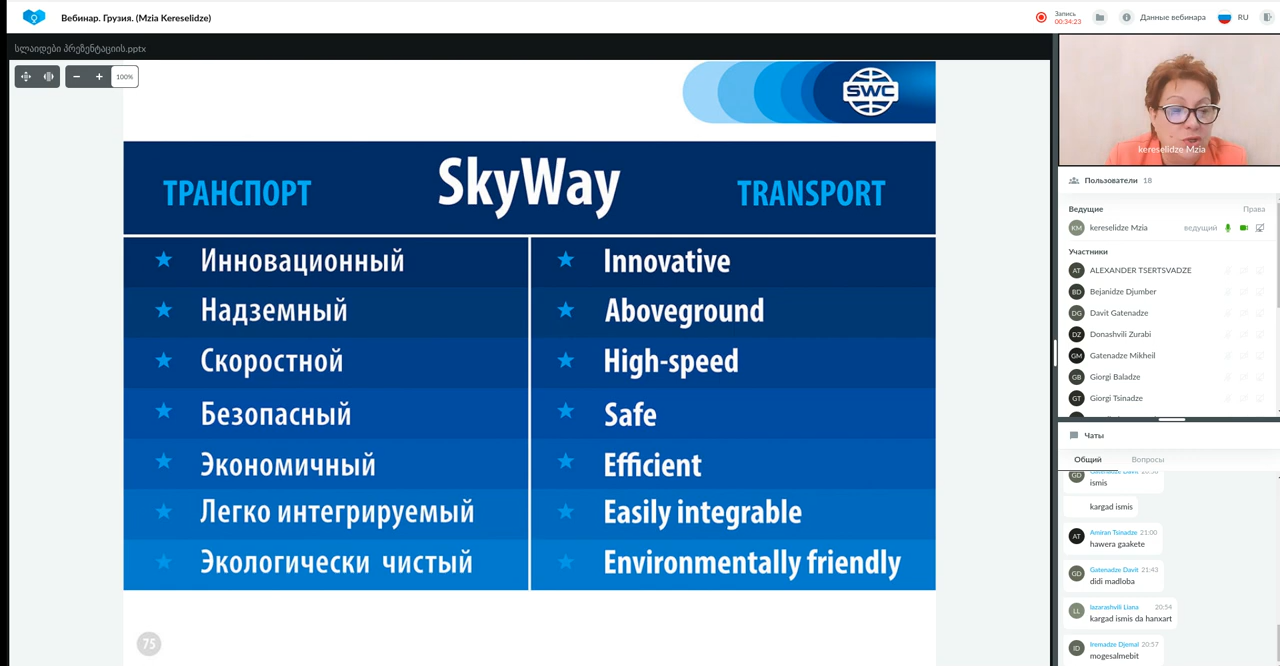 Вебинар. Грузия. (Mzia Kereselidze)
Запись
00:34:23
Данные вебинара
RU
სლაიდები პრეზენტაციის.pptx
100%
SWC
ТРАНСПОРТ SkyWay TRANSPORT
Инновационный Innovative
Надземный Aboveground
Скоростной High-speed
Безопасный Safe
Экономичный Efficient
Легко интегрируемый Easily integrable
Экологически чистый Environmentally friendly
75
kereselidze Mzia
Пользователи 18
Ведущие Права
KM kereselidze Mzia ведущий
Участники
AT ALEXANDER TSERTSVADZE
BD Bejanidze Djumber
DG Davit Gatenadze
DZ Donashvili Zurabi
GM Gatenadze Mikheil
GB Giorgi Baladze
GT Giorgi Tsinadze
Чаты
Общий Вопросы
GD Gatenadze Davit
ismis
kargad ismis
AT Amiran Tsinadze 21:00
hawera gaakete
GD Gatenadze Davit 21:43
didi madloba
LL lazarashvili Liana 20:54
kargad ismis da hanxart
ID Iremadze Djemal 20:57
mogesalmebit